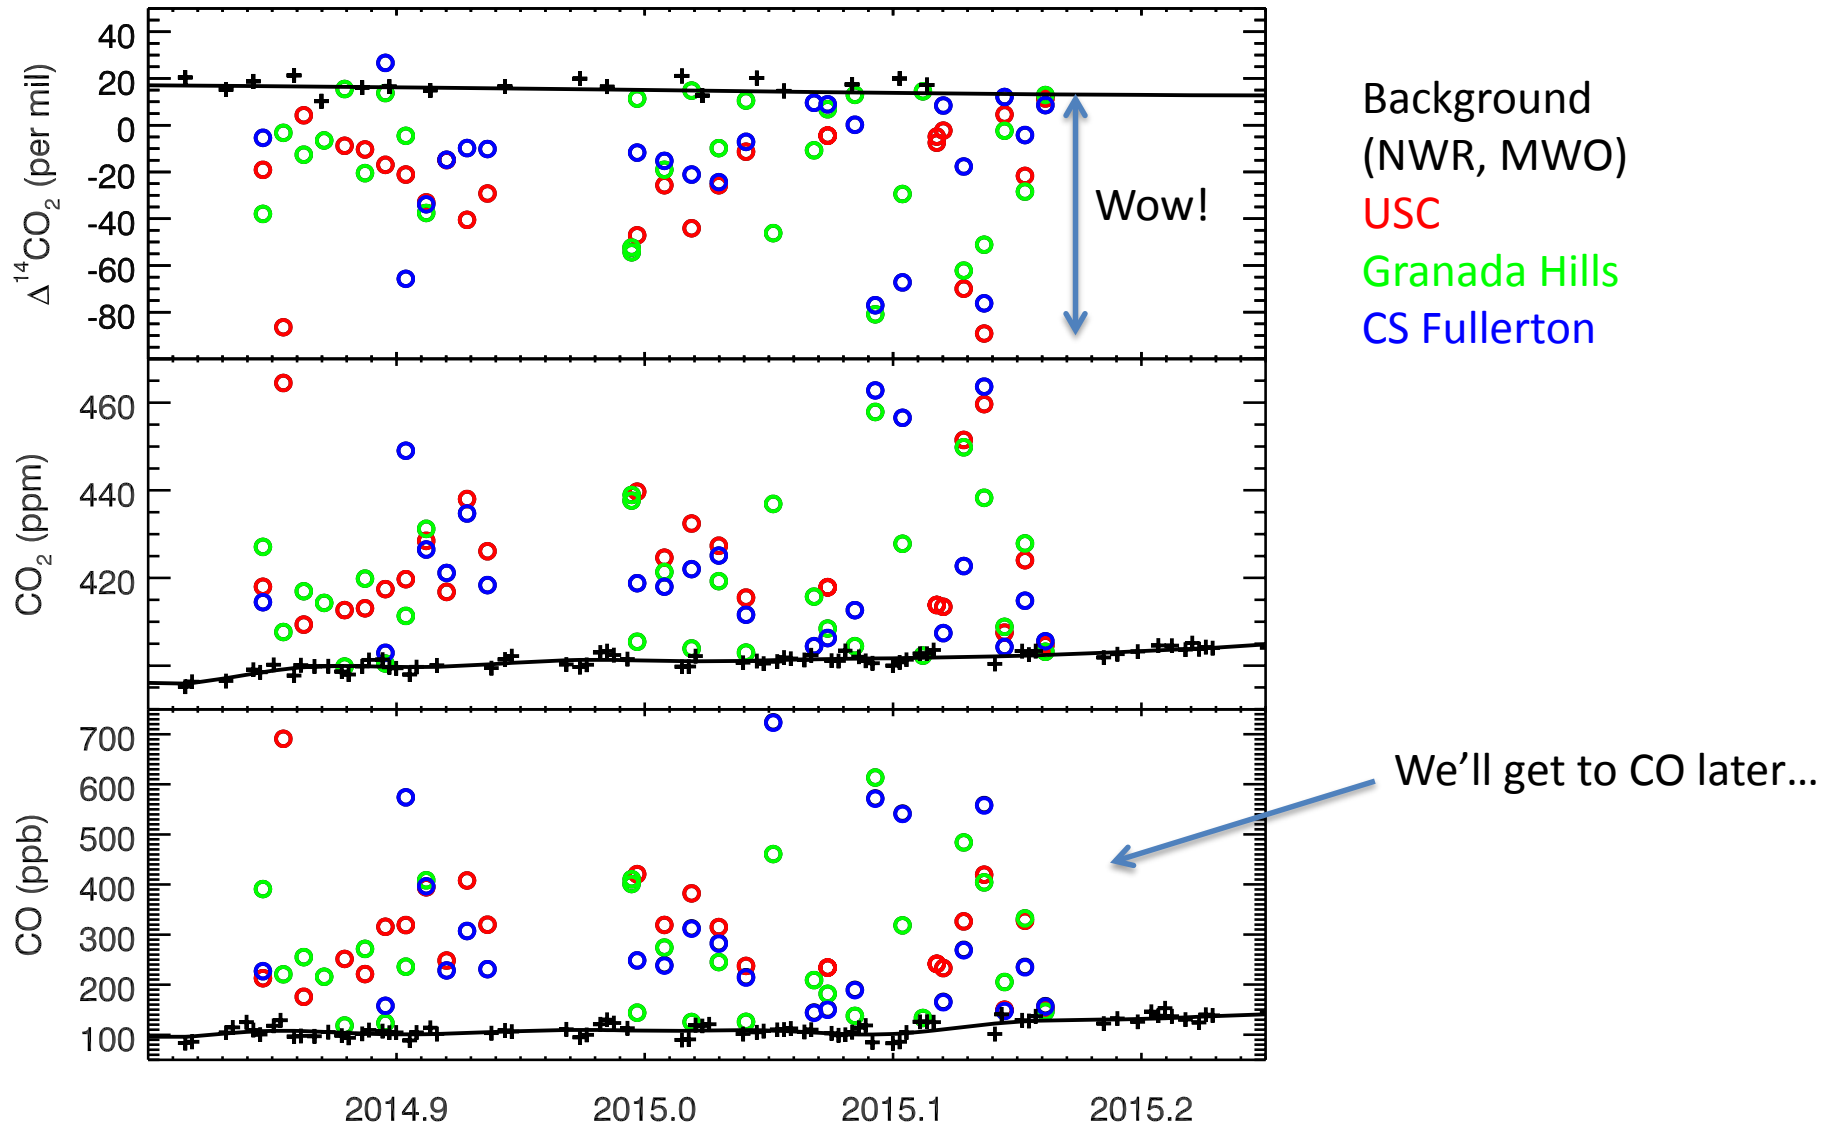 40
20
0
-20
-40
-60
-80
Δ¹⁴CO₂ (per mil)
Wow!
Background
(NWR, MWO)
USC
Granada Hills
CS Fullerton
460
440
420
CO₂ (ppm)
700
600
500
400
300
200
100
CO (ppb)
We’ll get to CO later…
2014.9 2015.0 2015.1 2015.2